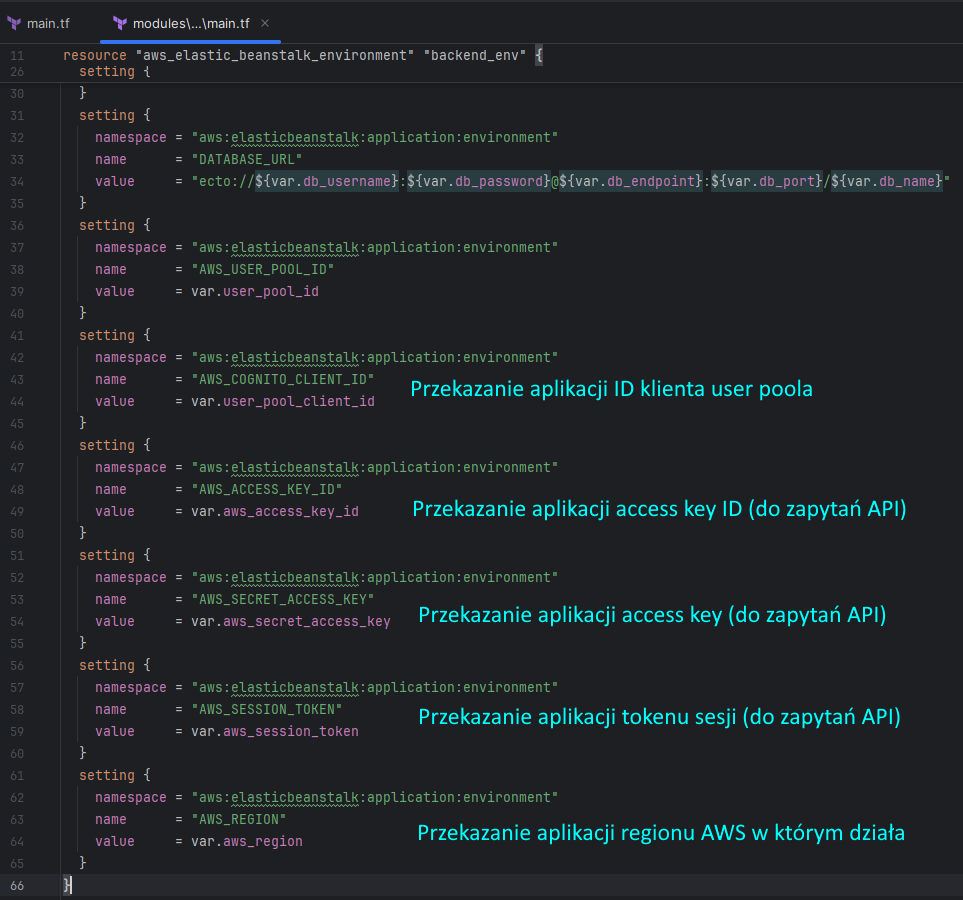 main.tf
modules\...\main.tf
11 resource "aws_elastic_beanstalk_environment" "backend_env" {
26 setting {
30 }
31 setting {
32 namespace = "aws:elasticbeanstalk:application:environment"
33 name = "DATABASE_URL"
34 value = "ecto://${var.db_username}:${var.db_password}@${var.db_endpoint}:${var.db_port}/${var.db_name}"
35 }
36 setting {
37 namespace = "aws:elasticbeanstalk:application:environment"
38 name = "AWS_USER_POOL_ID"
39 value = var.user_pool_id
40 }
41 setting {
42 namespace = "aws:elasticbeanstalk:application:environment"
43 name = "AWS_COGNITO_CLIENT_ID"
Przekazanie aplikacji ID klienta user poola
44 value = var.user_pool_client_id
45 }
46 setting {
47 namespace = "aws:elasticbeanstalk:application:environment"
48 name = "AWS_ACCESS_KEY_ID"
49 value = var.aws_access_key_id
Przekazanie aplikacji access key ID (do zapytań API)
50 }
51 setting {
52 namespace = "aws:elasticbeanstalk:application:environment"
53 name = "AWS_SECRET_ACCESS_KEY"
54 value = var.aws_secret_access_key
Przekazanie aplikacji access key (do zapytań API)
55 }
56 setting {
57 namespace = "aws:elasticbeanstalk:application:environment"
58 name = "AWS_SESSION_TOKEN"
Przekazanie aplikacji tokenu sesji (do zapytań API)
59 value = var.aws_session_token
60 }
61 setting {
62 namespace = "aws:elasticbeanstalk:application:environment"
63 name = "AWS_REGION"
64 value = var.aws_region
Przekazanie aplikacji regionu AWS w którym działa
65 }
66 }